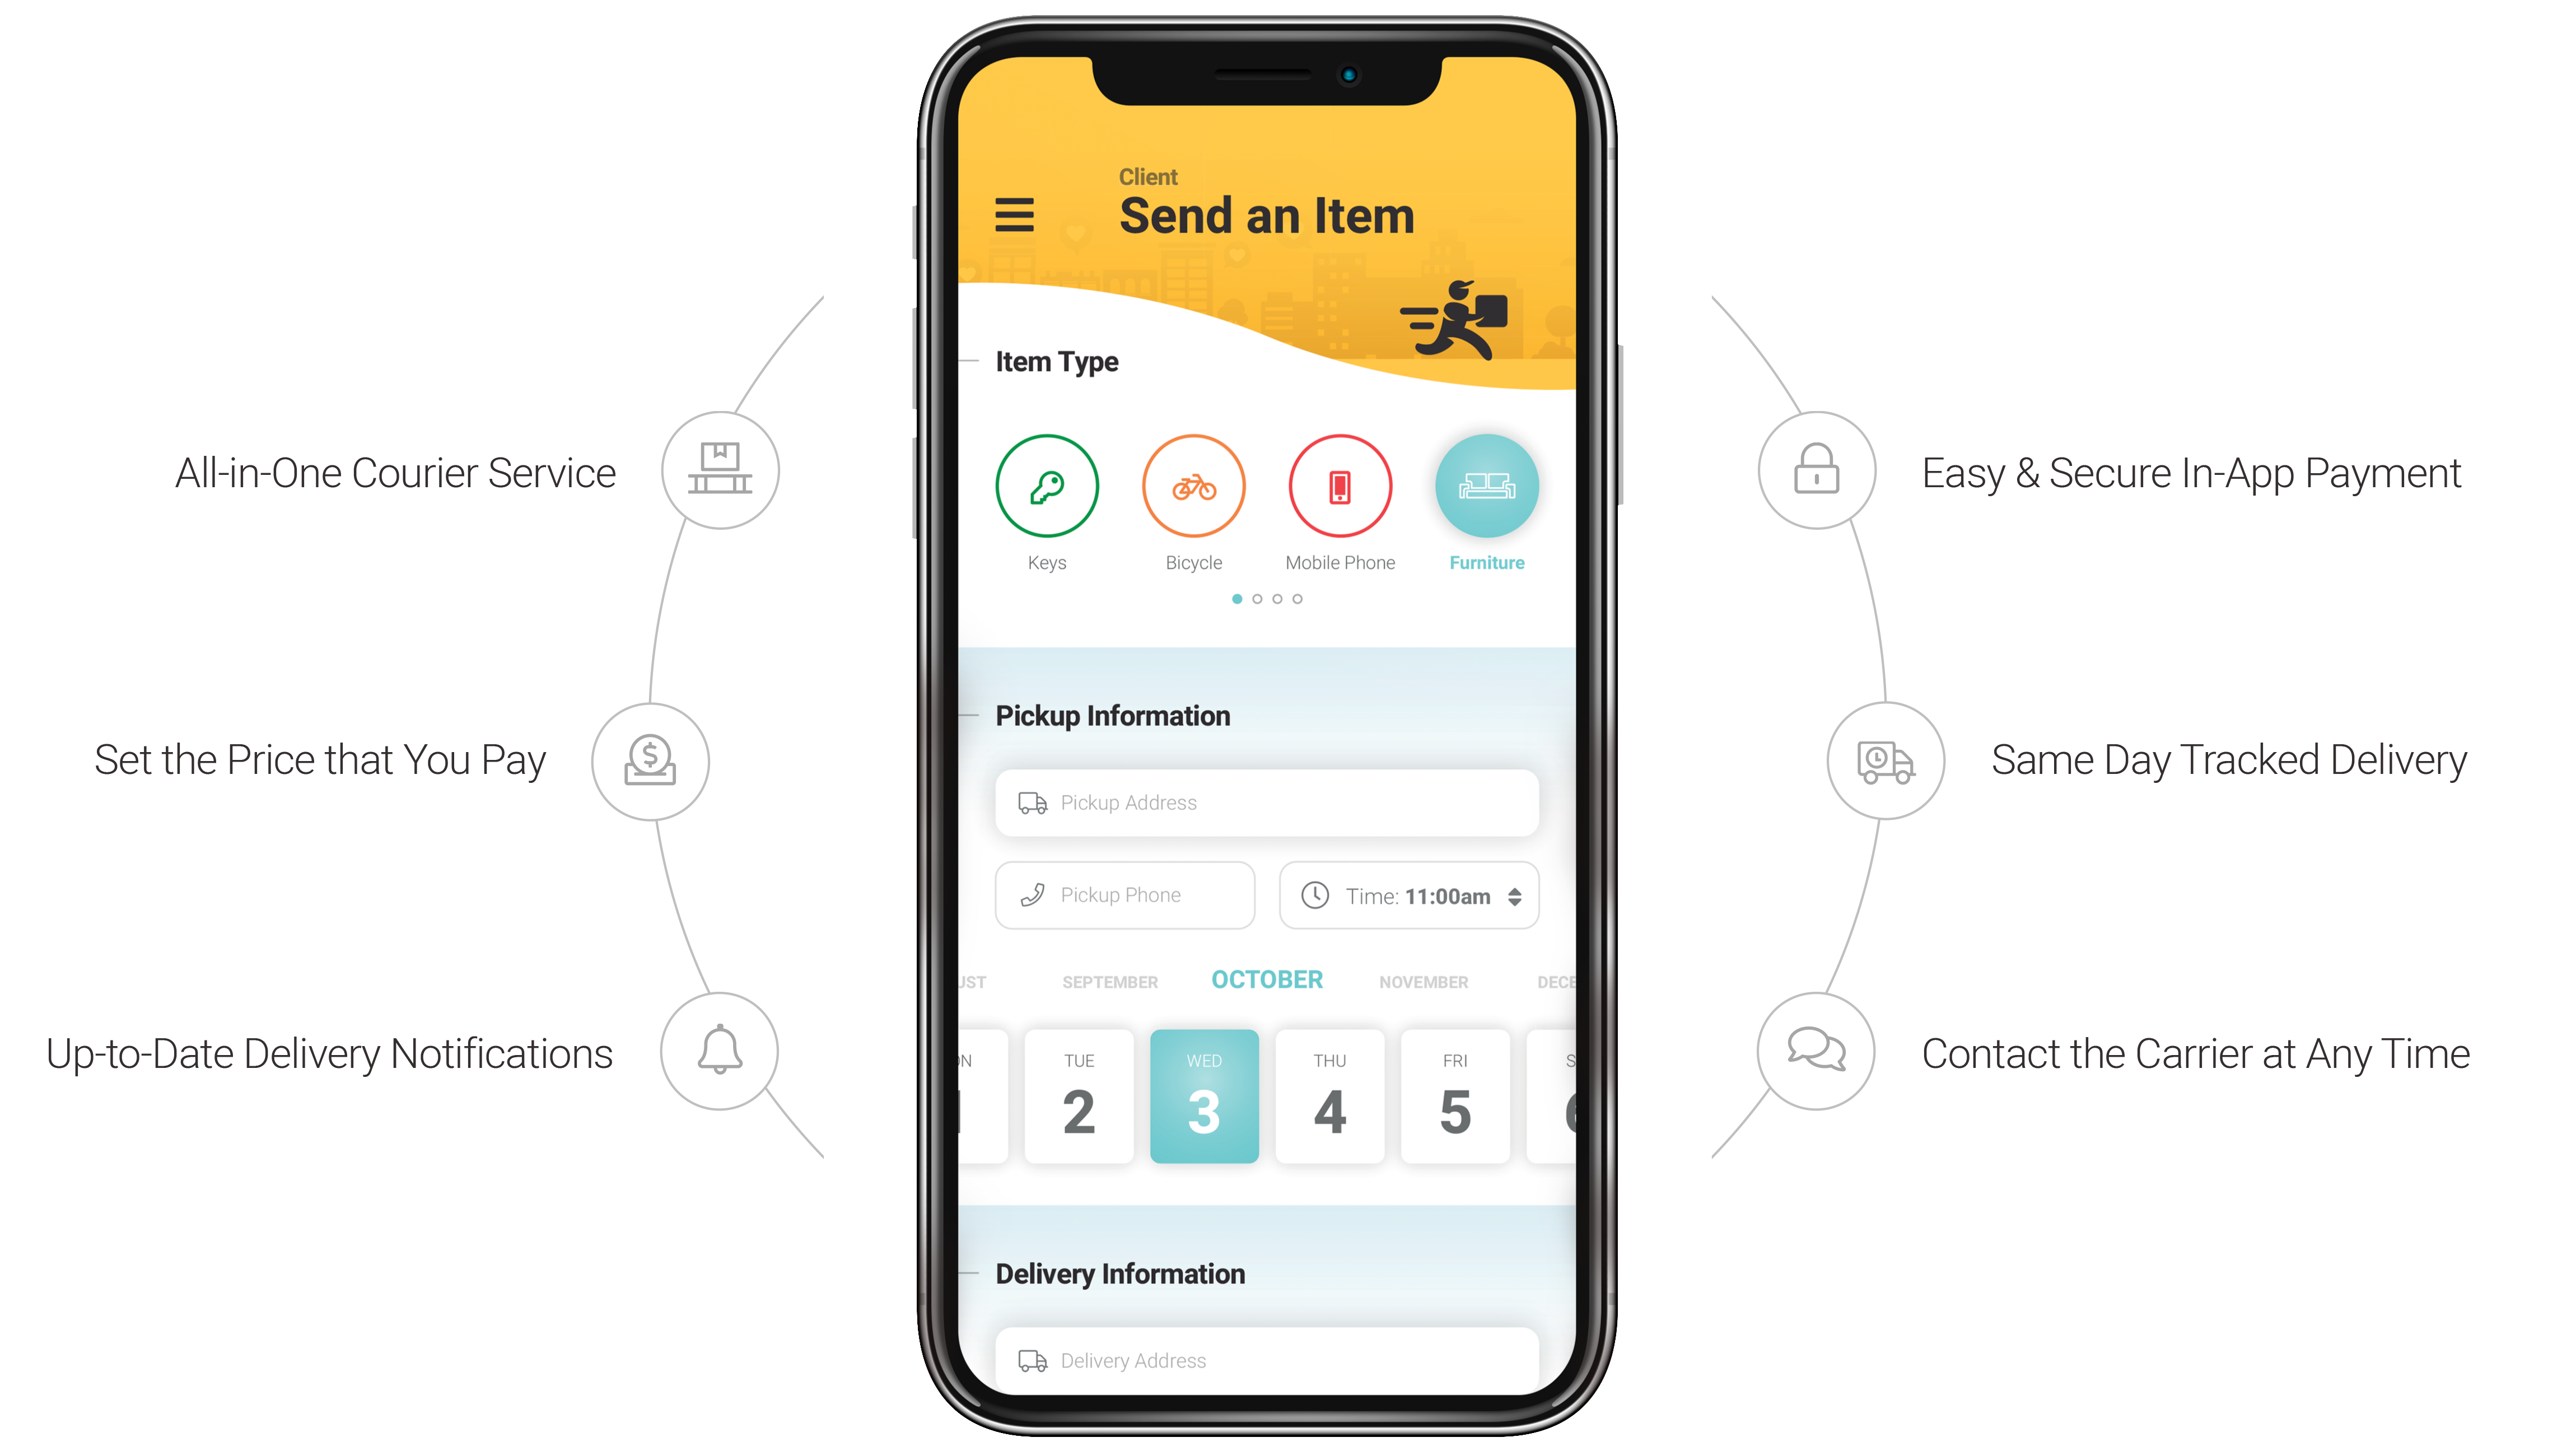 All-in-One Courier Service
Set the Price that You Pay
Up-to-Date Delivery Notifications
Client
Send an Item
Item Type
Keys
Bicycle
Mobile Phone
Furniture
Pickup Information
Pickup Address
Pickup Phone
Time: 11:00am
UST SEPTEMBER OCTOBER NOVEMBER DECE
TUE WED THU FRI S
2 3 4 5 6
Delivery Information
Delivery Address
Easy & Secure In-App Payment
Same Day Tracked Delivery
Contact the Carrier at Any Time